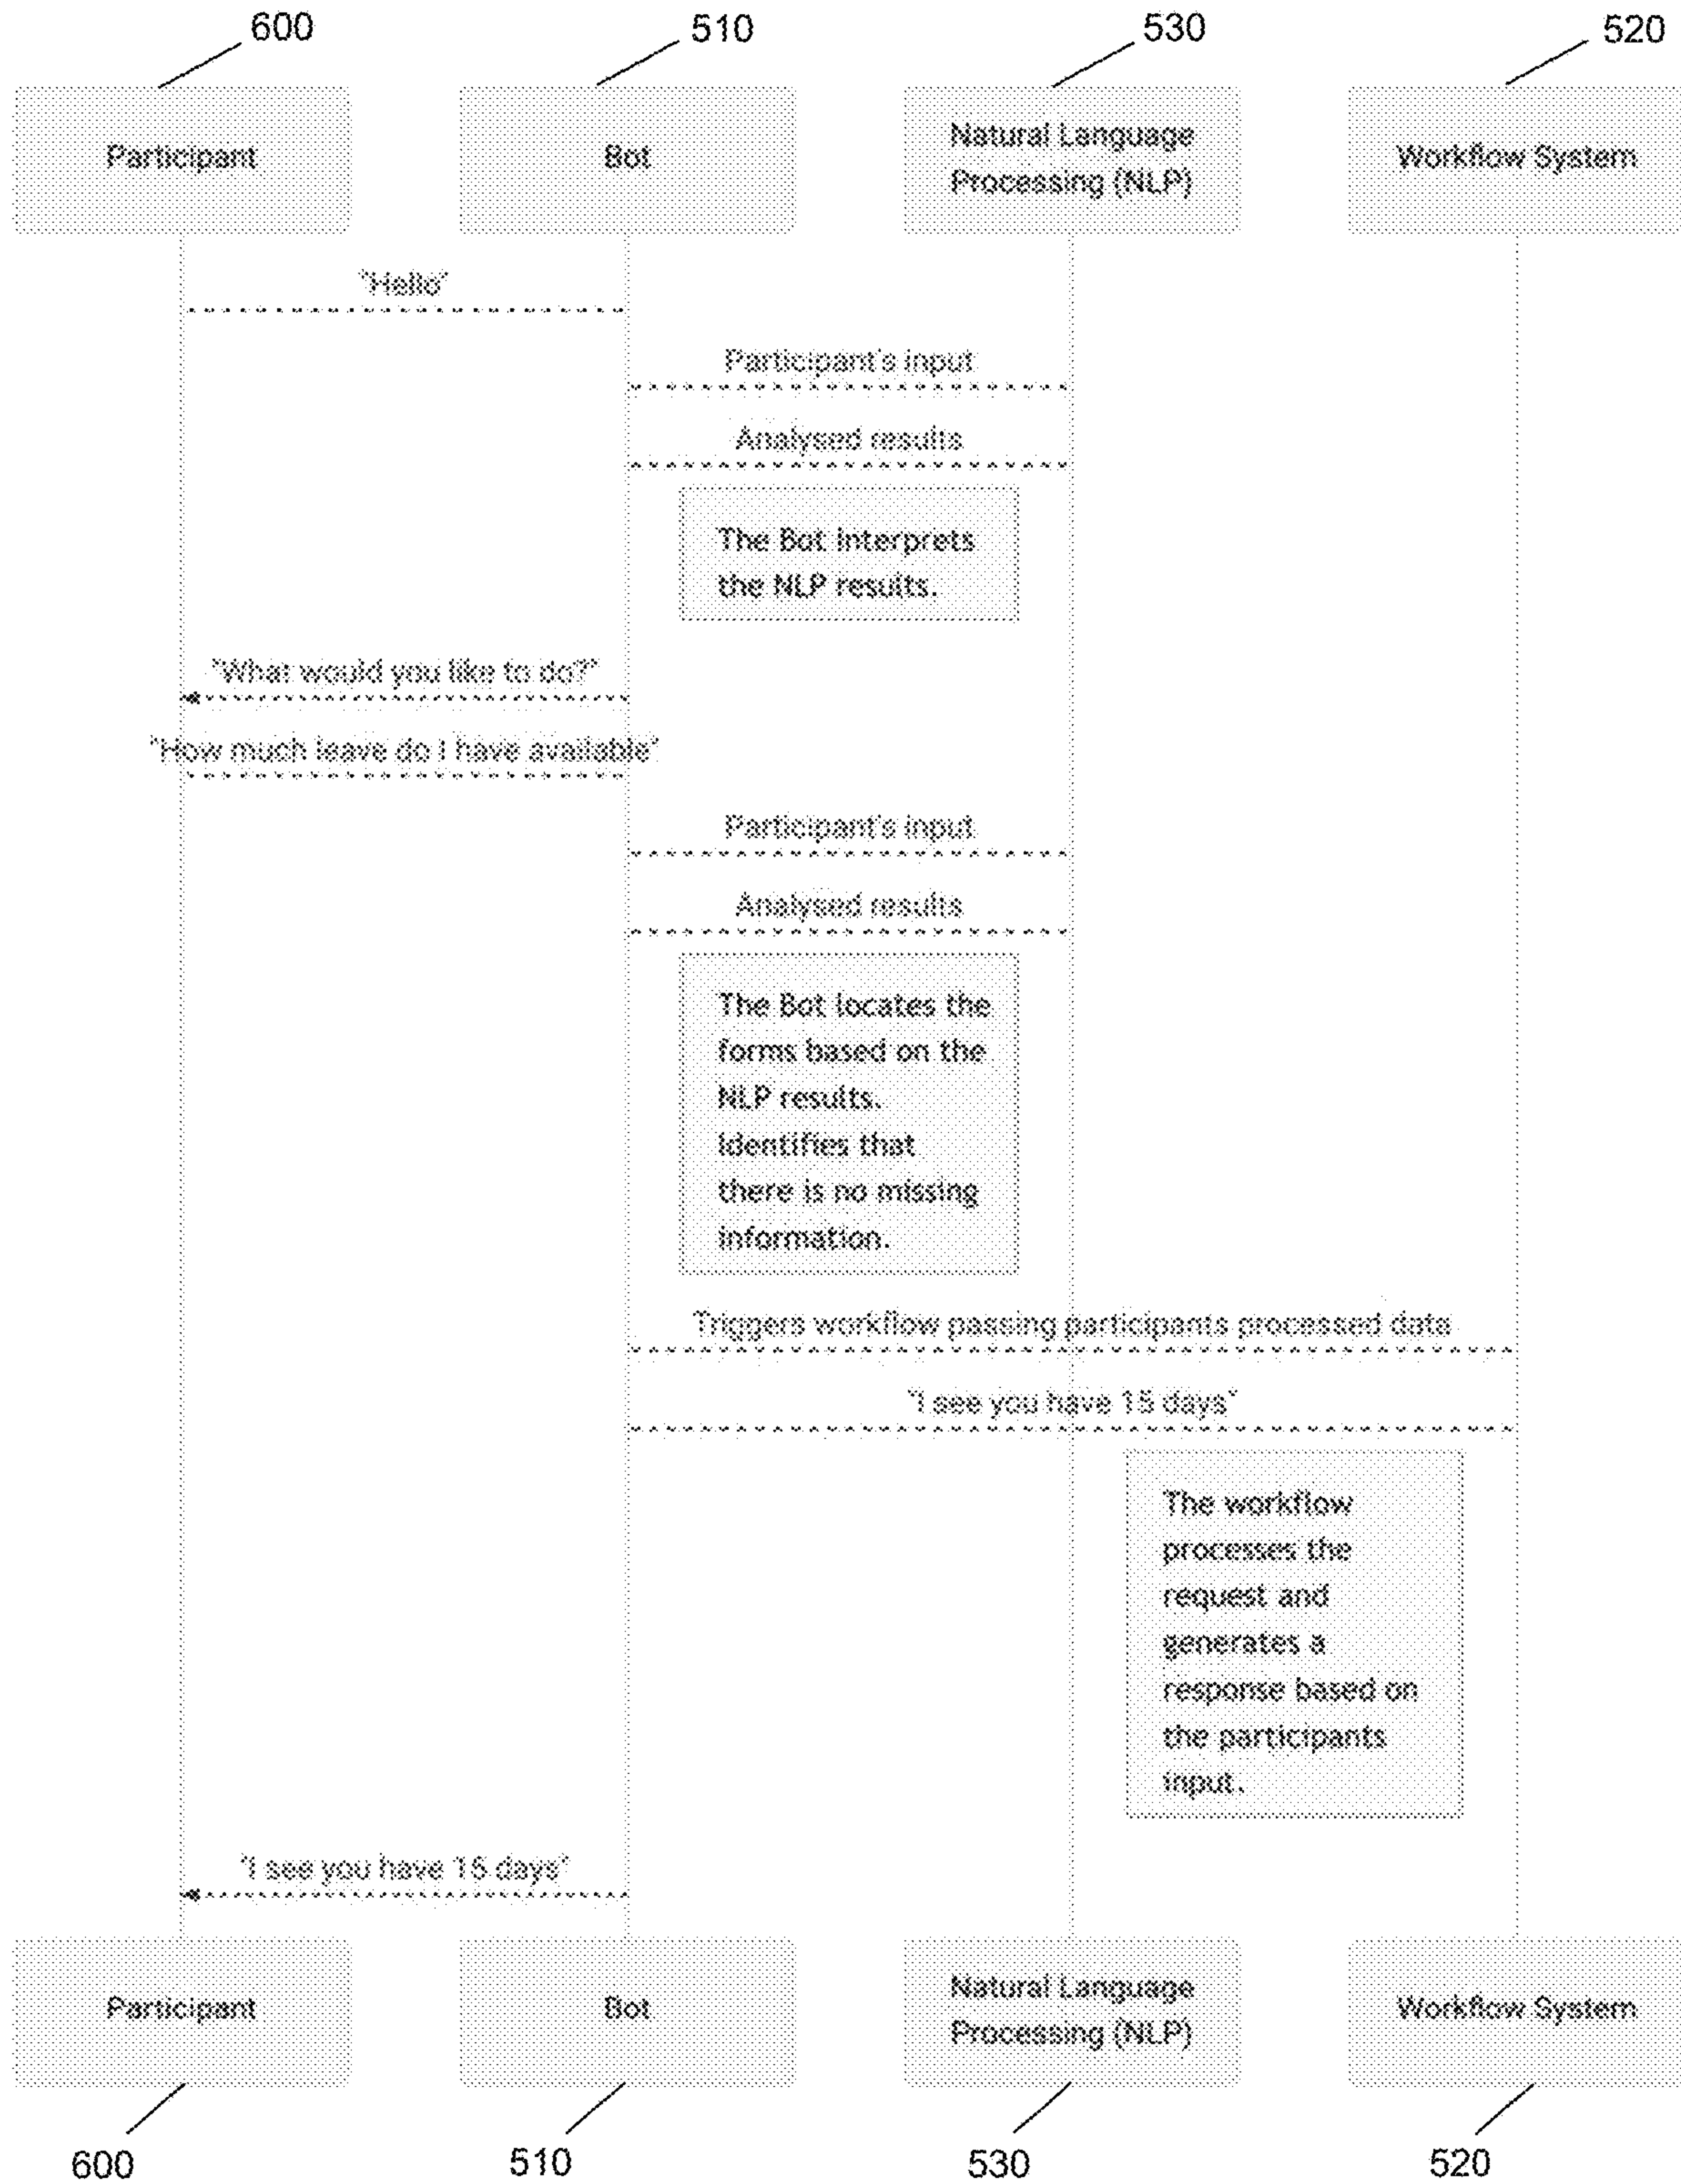 600
510
530
520
Participant
Bot
Natural Language
Processing (NLP)
Workflow System
"Hello"
Participant's input
Analysed results
The Bot interprets
the NLP results.
"What would you like to do?"
"How much leave do I have available"
Participant's input
Analysed results
The Bot locates the
forms based on the
NLP results.
Identifies that
there is no missing
information.
Triggers workflow passing participants processed data
"I see you have 15 days"
The workflow
processes the
request and
generates a
response based on
the participants
input.
"I see you have 15 days"
Participant
Bot
Natural Language
Processing (NLP)
Workflow System
600
510
530
520